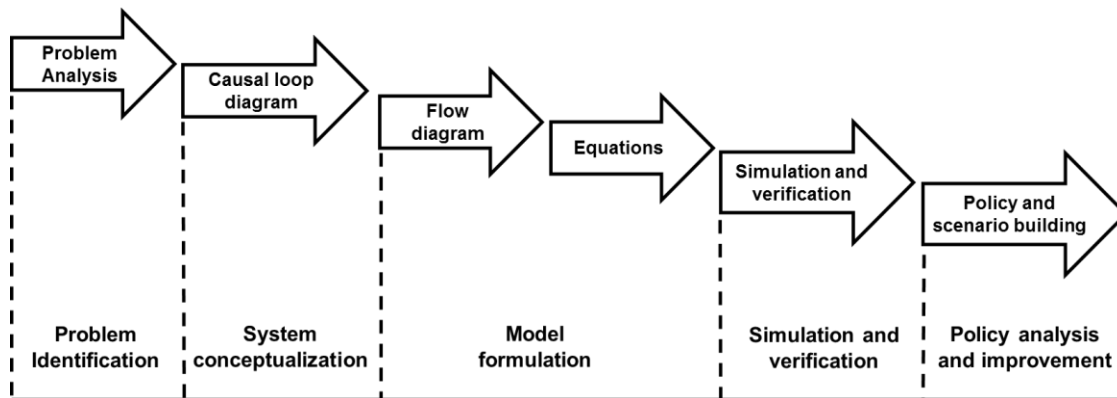 Problem
Analysis
Causal loop
diagram
Flow
diagram
Equations
Simulation and
verification
Policy and
scenario building
Problem
Identification
System
conceptualization
Model
formulation
Simulation and
verification
Policy analysis
and improvement